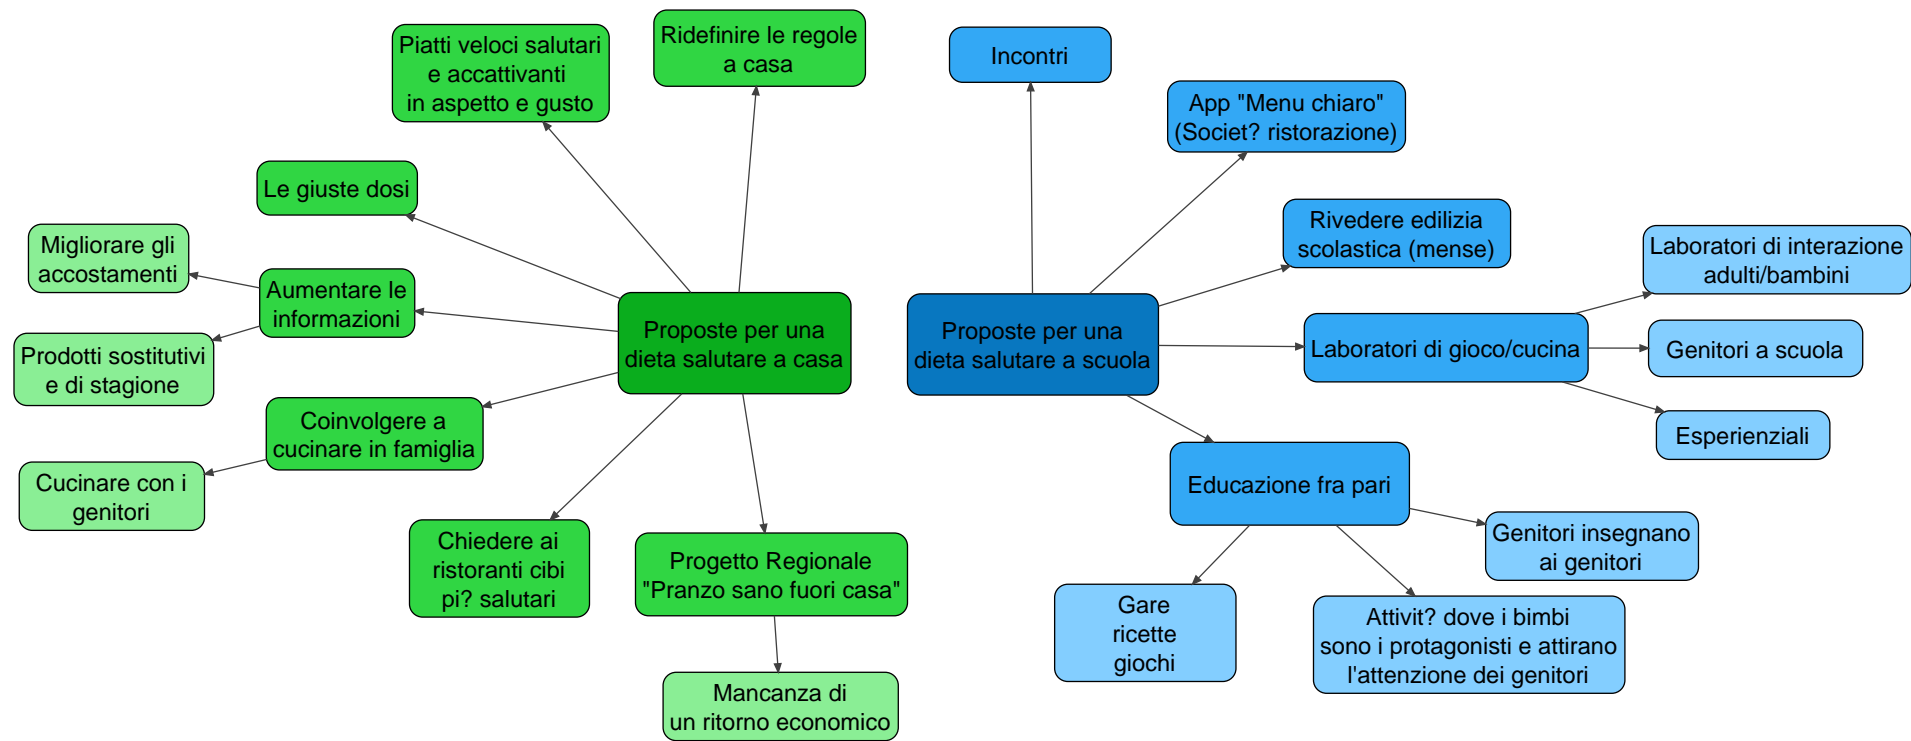 Piatti veloci salutari
e accattivanti
in aspetto e gusto
Ridefinire le regole
a casa
Le giuste dosi
Migliorare gli
accostamenti
Aumentare le
informazioni
Prodotti sostitutivi
e di stagione
Proposte per una
dieta salutare a casa
Coinvolgere a
cucinare in famiglia
Cucinare con i
genitori
Chiedere ai
ristoranti cibi
pi? salutari
Progetto Regionale
"Pranzo sano fuori casa"
Mancanza di
un ritorno economico
Incontri
App "Menu chiaro"
(Societ? ristorazione)
Rivedere edilizia
scolastica (mense)
Proposte per una
dieta salutare a scuola
Laboratori di gioco/cucina
Laboratori di interazione
adulti/bambini
Genitori a scuola
Esperienziali
Educazione fra pari
Genitori insegnano
ai genitori
Gare
ricette
giochi
Attivit? dove i bimbi
sono i protagonisti e attirano
l'attenzione dei genitori